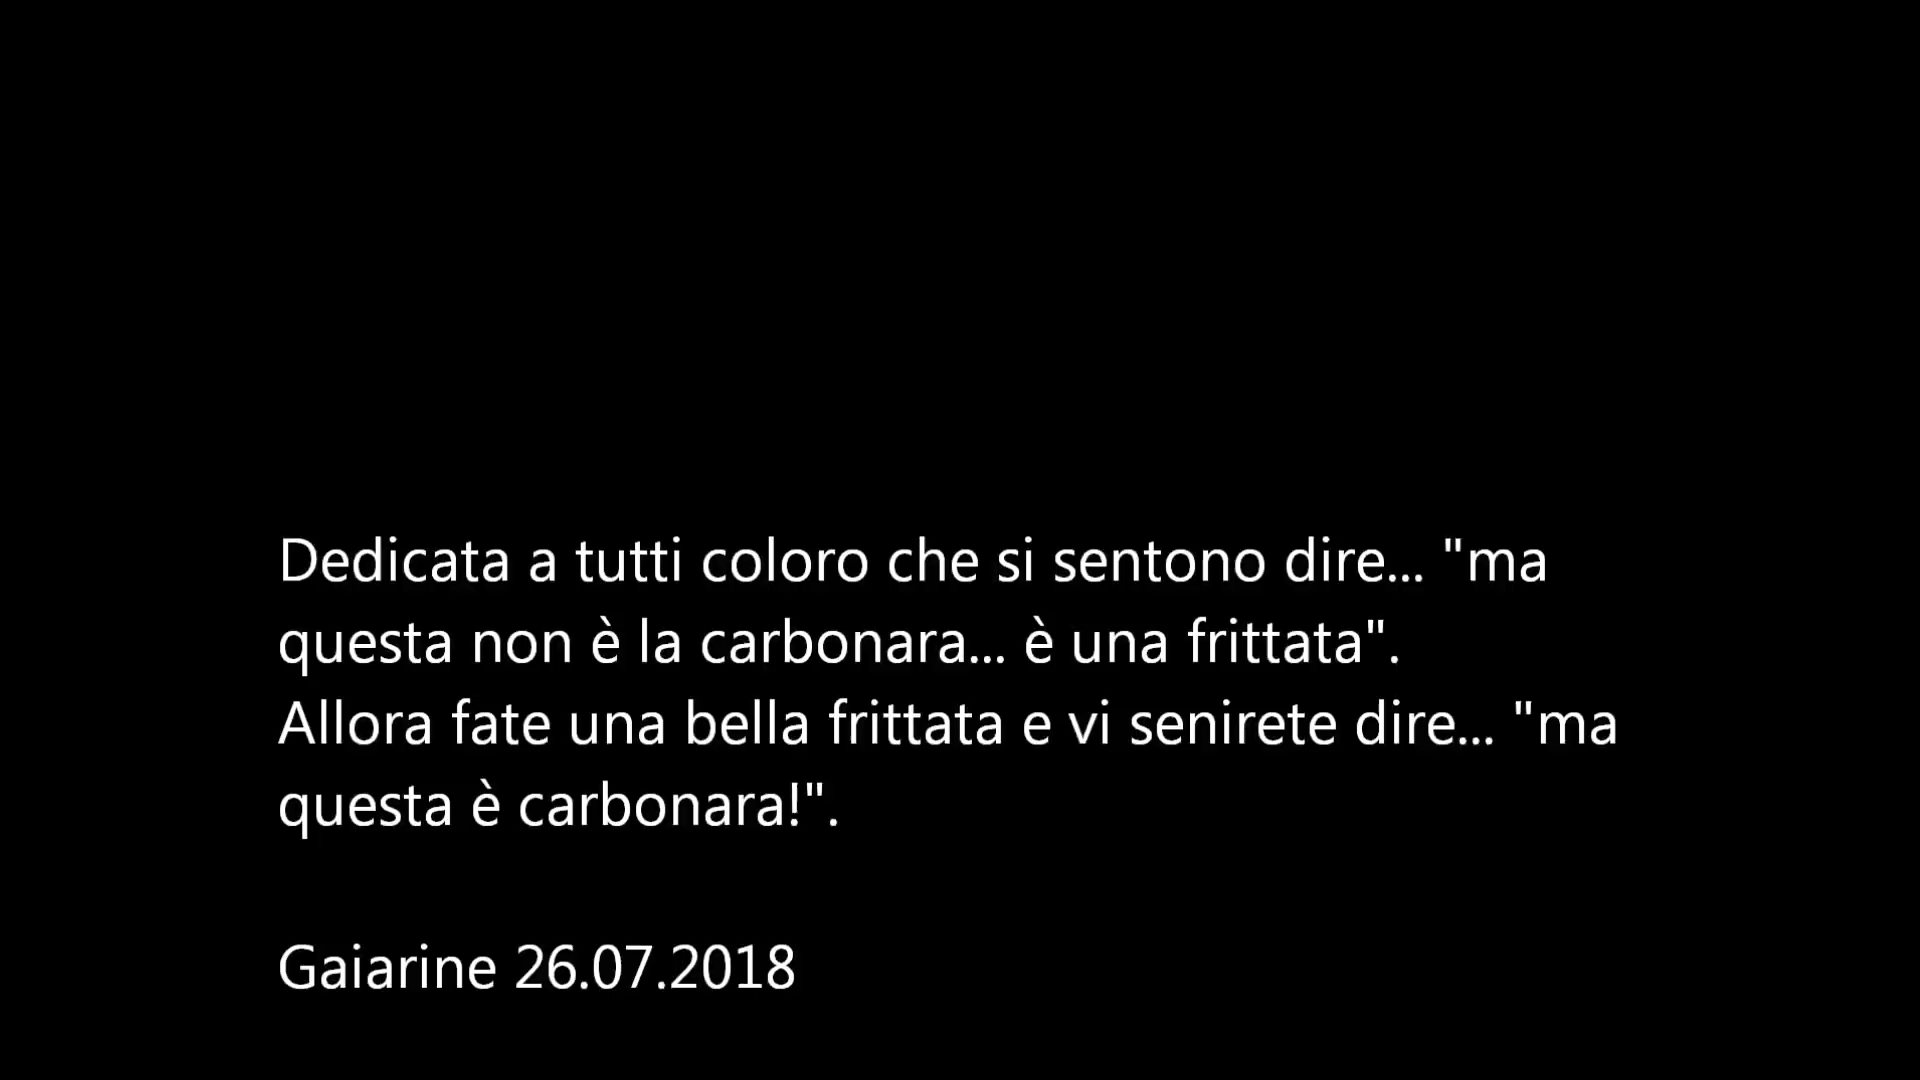 Dedicata a tutti coloro che si sentono dire... "ma
questa non è la carbonara... è una frittata".
Allora fate una bella frittata e vi senirete dire... "ma
questa è carbonara!".
Gaiarine 26.07.2018